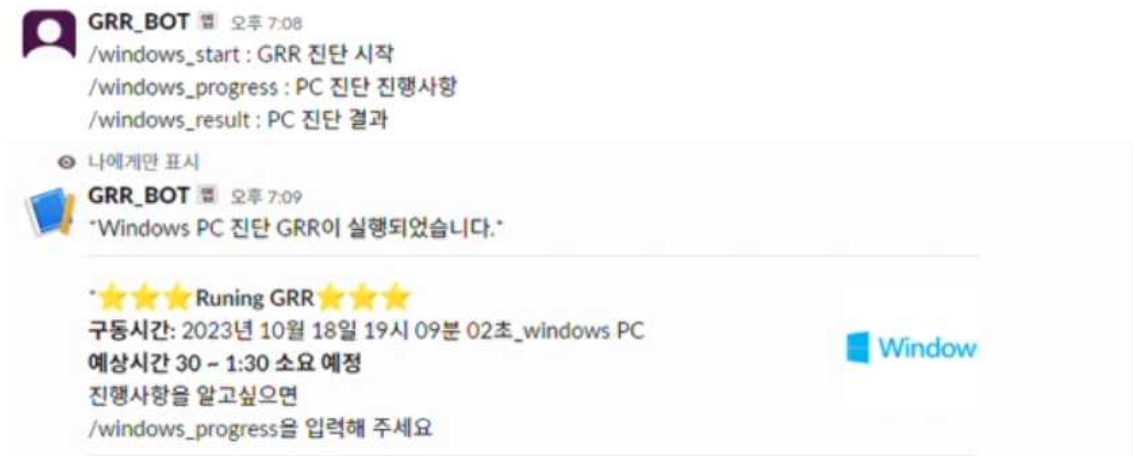 GRR_BOT 앱 오후 7:08
/windows_start : GRR 진단 시작
/windows_progress : PC 진단 진행사항
/windows_result : PC 진단 결과
나에게만 표시
GRR_BOT 앱 오후 7:09
"Windows PC 진단 GRR이 실행되었습니다."
"⭐⭐⭐Runing GRR⭐⭐⭐
구동시간: 2023년 10월 18일 19시 09분 02초_windows PC
예상시간 30 ~ 1:30 소요 예정
Window
진행사항을 알고싶으면
/windows_progress을 입력해 주세요